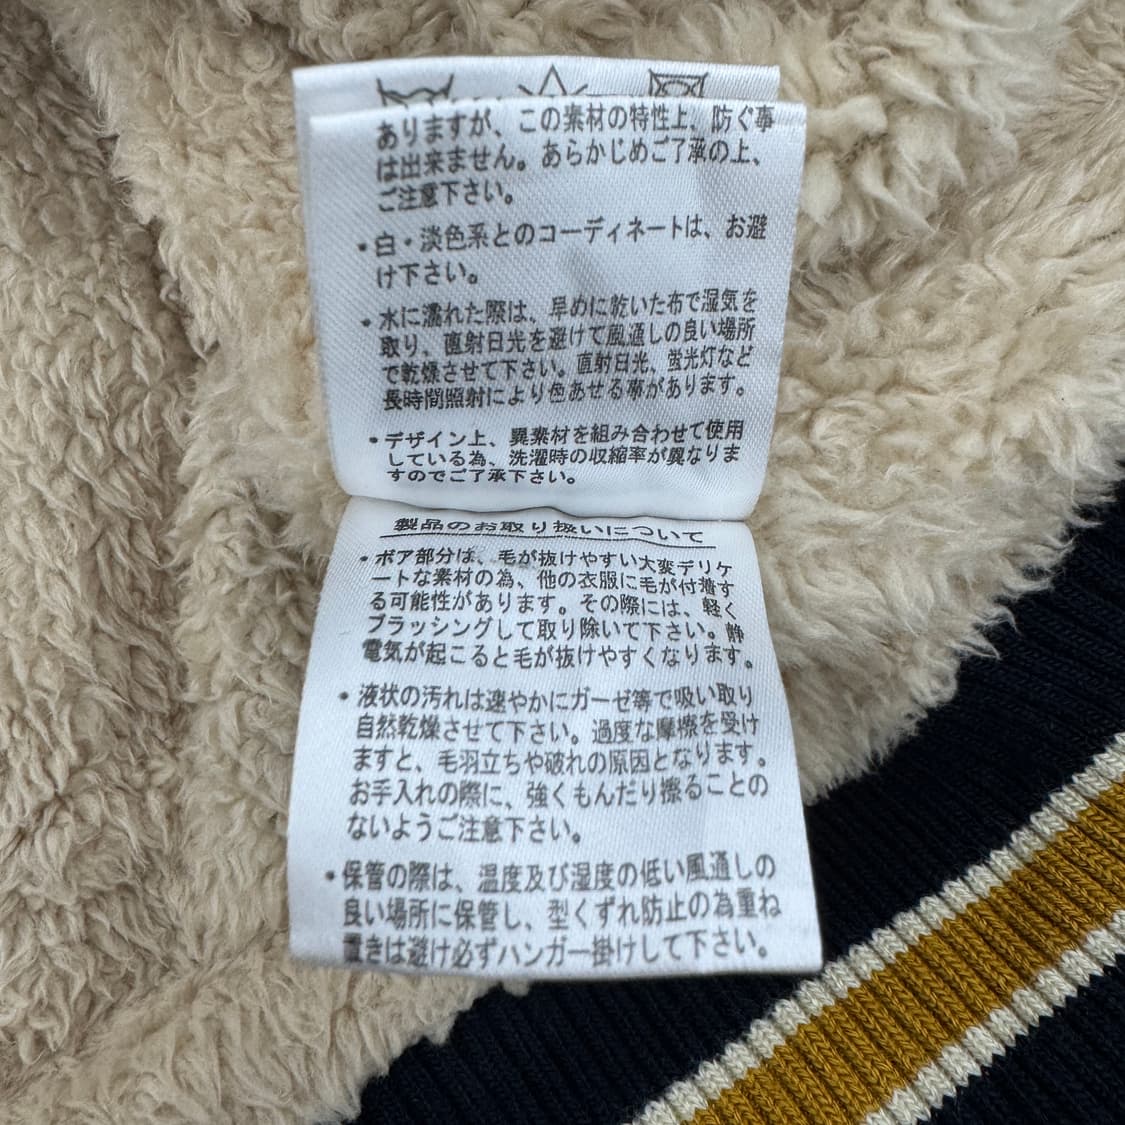 ありますが、この素材の特性上、防ぐ事
は出来ません。あらかじめご了承の上、
ご注意下さい。
・白・淡色系とのコーディネートは、お避
け下さい。
・水に濡れた際は、早めに乾いた布で湿気を
取り、直射日光を避けて風通しの良い場所
で乾燥させて下さい。直射日光、蛍光灯など
長時間照射により色あせる事があります。
・デザイン上、異素材を組み合わせて使用
している為、洗濯時の収縮率が異なりま
すのでご了承下さい。
製品のお取り扱いについて
・ボア部分は、毛が抜けやすい大変デリケ
ートな素材の為、他の衣服に毛が付着す
る可能性があります。その際には、軽く
ブラッシングして取り除いて下さい。静
電気が起こると毛が抜けやすくなります。
・液状の汚れは速やかにガーゼ等で吸い取り
自然乾燥させて下さい。過度な摩擦を受け
ますと、毛羽立ちや破れの原因となります。
お手入れの際に、強くもんだり擦ることの
ないようご注意下さい。
・保管の際は、温度及び湿度の低い風通しの
良い場所に保管し、型くずれ防止の為重ね
置きは避け必ずハンガー掛けして下さい。